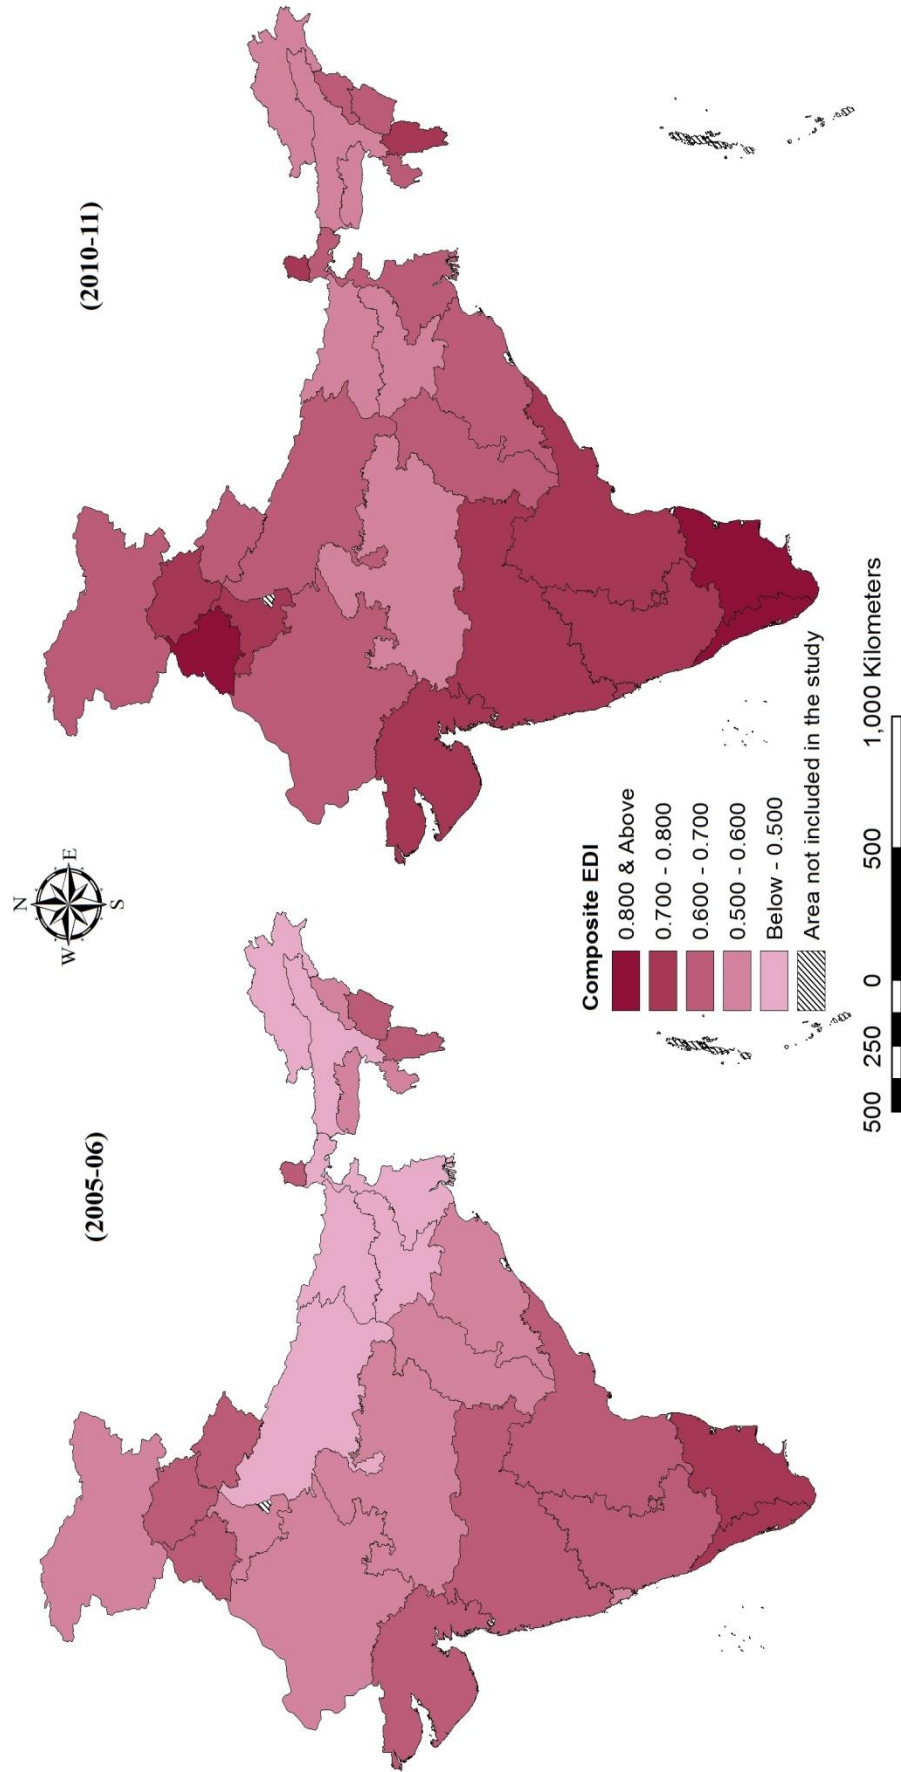 (2005-06)
(2010-11)
N
W
E
S
Composite EDI
0.800 & Above
0.700 - 0.800
0.600 - 0.700
0.500 - 0.600
Below - 0.500
Area not included in the study
500 250 0 500 1,000 Kilometers